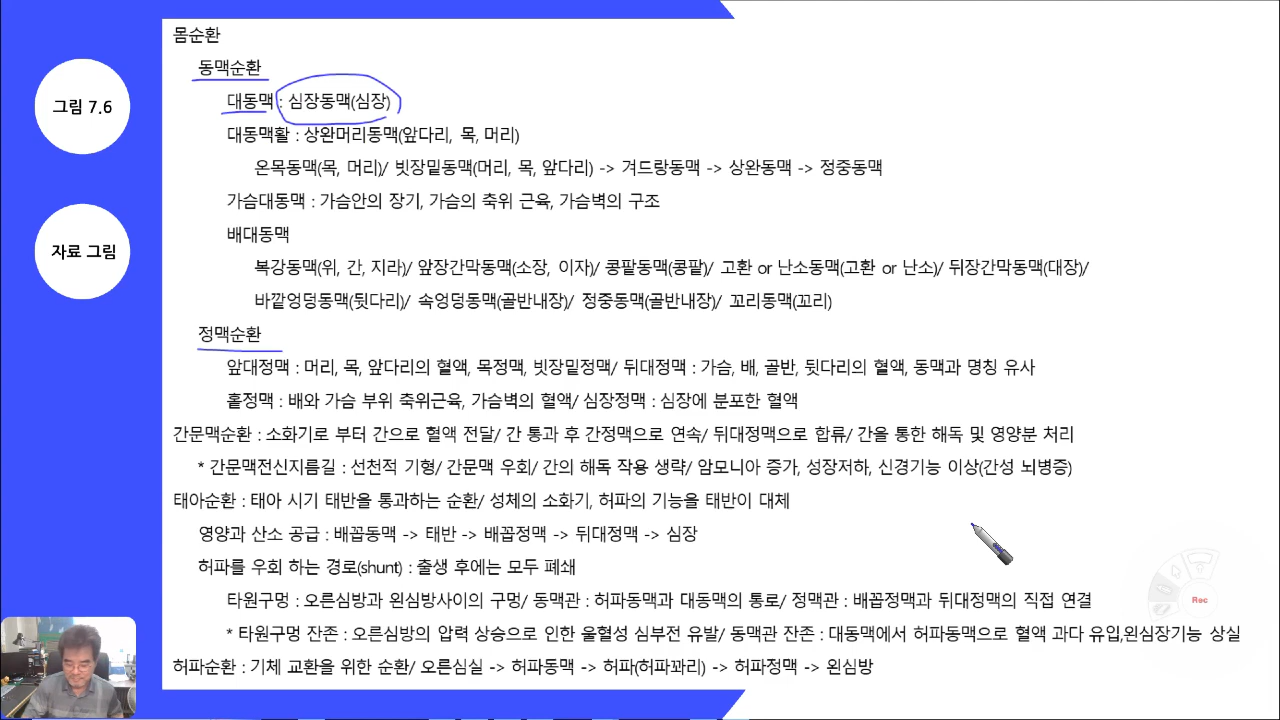 그림 7.6
자료 그림
몸순환
동맥순환
대동맥 : 심장동맥(심장)
대동맥활 : 상완머리동맥(앞다리, 목, 머리)
온목동맥(목, 머리)/ 빗장밑동맥(머리, 목, 앞다리) -> 겨드랑동맥 -> 상완동맥 -> 정중동맥
가슴대동맥 : 가슴안의 장기, 가슴의 축위 근육, 가슴벽의 구조
배대동맥
복강동맥(위, 간, 지라)/ 앞장간막동맥(소장, 이자)/ 콩팥동맥(콩팥)/ 고환 or 난소동맥(고환 or 난소)/ 뒤장간막동맥(대장)/
바깥엉덩동맥(뒷다리)/ 속엉덩동맥(골반내장)/ 정중동맥(골반내장)/ 꼬리동맥(꼬리)
정맥순환
앞대정맥 : 머리, 목, 앞다리의 혈액, 목정맥, 빗장밑정맥/ 뒤대정맥 : 가슴, 배, 골반, 뒷다리의 혈액, 동맥과 명칭 유사
홑정맥 : 배와 가슴 부위 축위근육, 가슴벽의 혈액/ 심장정맥 : 심장에 분포한 혈액
간문맥순환 : 소화기로 부터 간으로 혈액 전달/ 간 통과 후 간정맥으로 연속/ 뒤대정맥으로 합류/ 간을 통한 해독 및 영양분 처리
* 간문맥전신지름길 : 선천적 기형/ 간문맥 우회/ 간의 해독 작용 생략/ 암모니아 증가, 성장저하, 신경기능 이상(간성 뇌병증)
태아순환 : 태아 시기 태반을 통과하는 순환/ 성체의 소화기, 허파의 기능을 태반이 대체
영양과 산소 공급 : 배꼽동맥 -> 태반 -> 배꼽정맥 -> 뒤대정맥 -> 심장
허파를 우회 하는 경로(shunt) : 출생 후에는 모두 폐쇄
타원구멍 : 오른심방과 왼심방사이의 구멍/ 동맥관 : 허파동맥과 대동맥의 통로/ 정맥관 : 배꼽정맥과 뒤대정맥의 직접 연결
* 타원구멍 잔존 : 오른심방의 압력 상승으로 인한 울혈성 심부전 유발/ 동맥관 잔존 : 대동맥에서 허파동맥으로 혈액 과다 유입,왼심장기능 상실
허파순환 : 기체 교환을 위한 순환/ 오른심실 -> 허파동맥 -> 허파(허파꽈리) -> 허파정맥 -> 왼심방
Rec